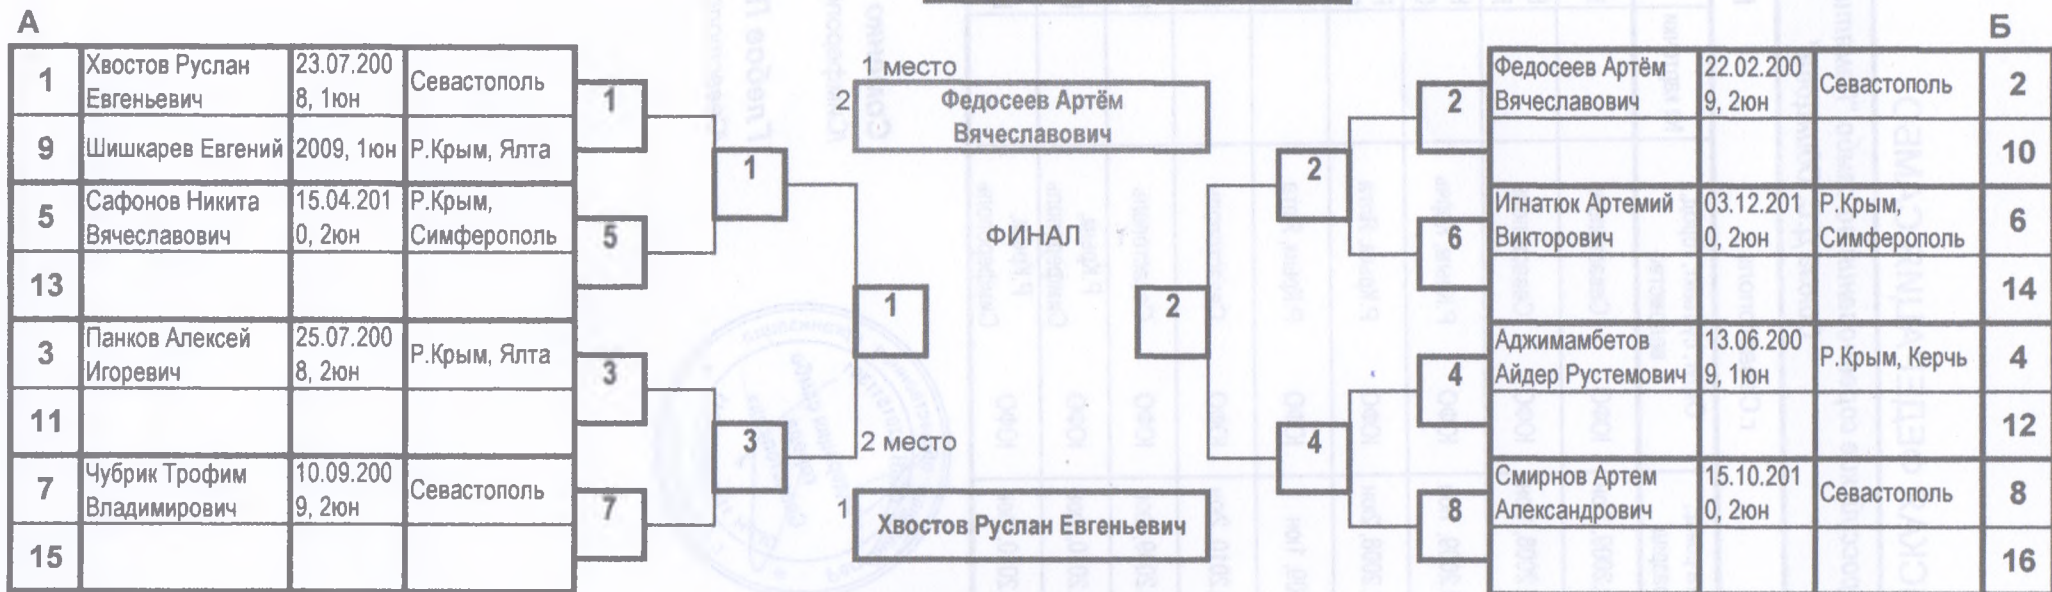 А
1
Хвостов Руслан
Евгеньевич
23.07.200
8, 1юн
Севастополь
9
Шишкарев Евгений
2009, 1юн
Р.Крым, Ялта
5
Сафонов Никита
Вячеславович
15.04.201
0, 2юн
Р.Крым,
Симферополь
13
3
Панков Алексей
Игоревич
25.07.200
8, 2юн
Р.Крым, Ялта
11
7
Чубрик Трофим
Владимирович
10.09.200
9, 2юн
Севастополь
15
1
5
3
7
1
3
1
1 место
2
Федосеев Артём
Вячеславович
ФИНАЛ
2 место
1
Хвостов Руслан Евгеньевич
2
2
4
2
6
4
8
Б
Федосеев Артём
Вячеславович
22.02.200
9, 2юн
Севастополь
2
10
Игнатюк Артемий
Викторович
03.12.201
0, 2юн
Р.Крым,
Симферополь
6
14
Аджимамбетов
Айдер Рустемович
13.06.200
9, 1юн
Р.Крым, Керчь
4
12
Смирнов Артем
Александрович
15.10.201
0, 2юн
Севастополь
8
16